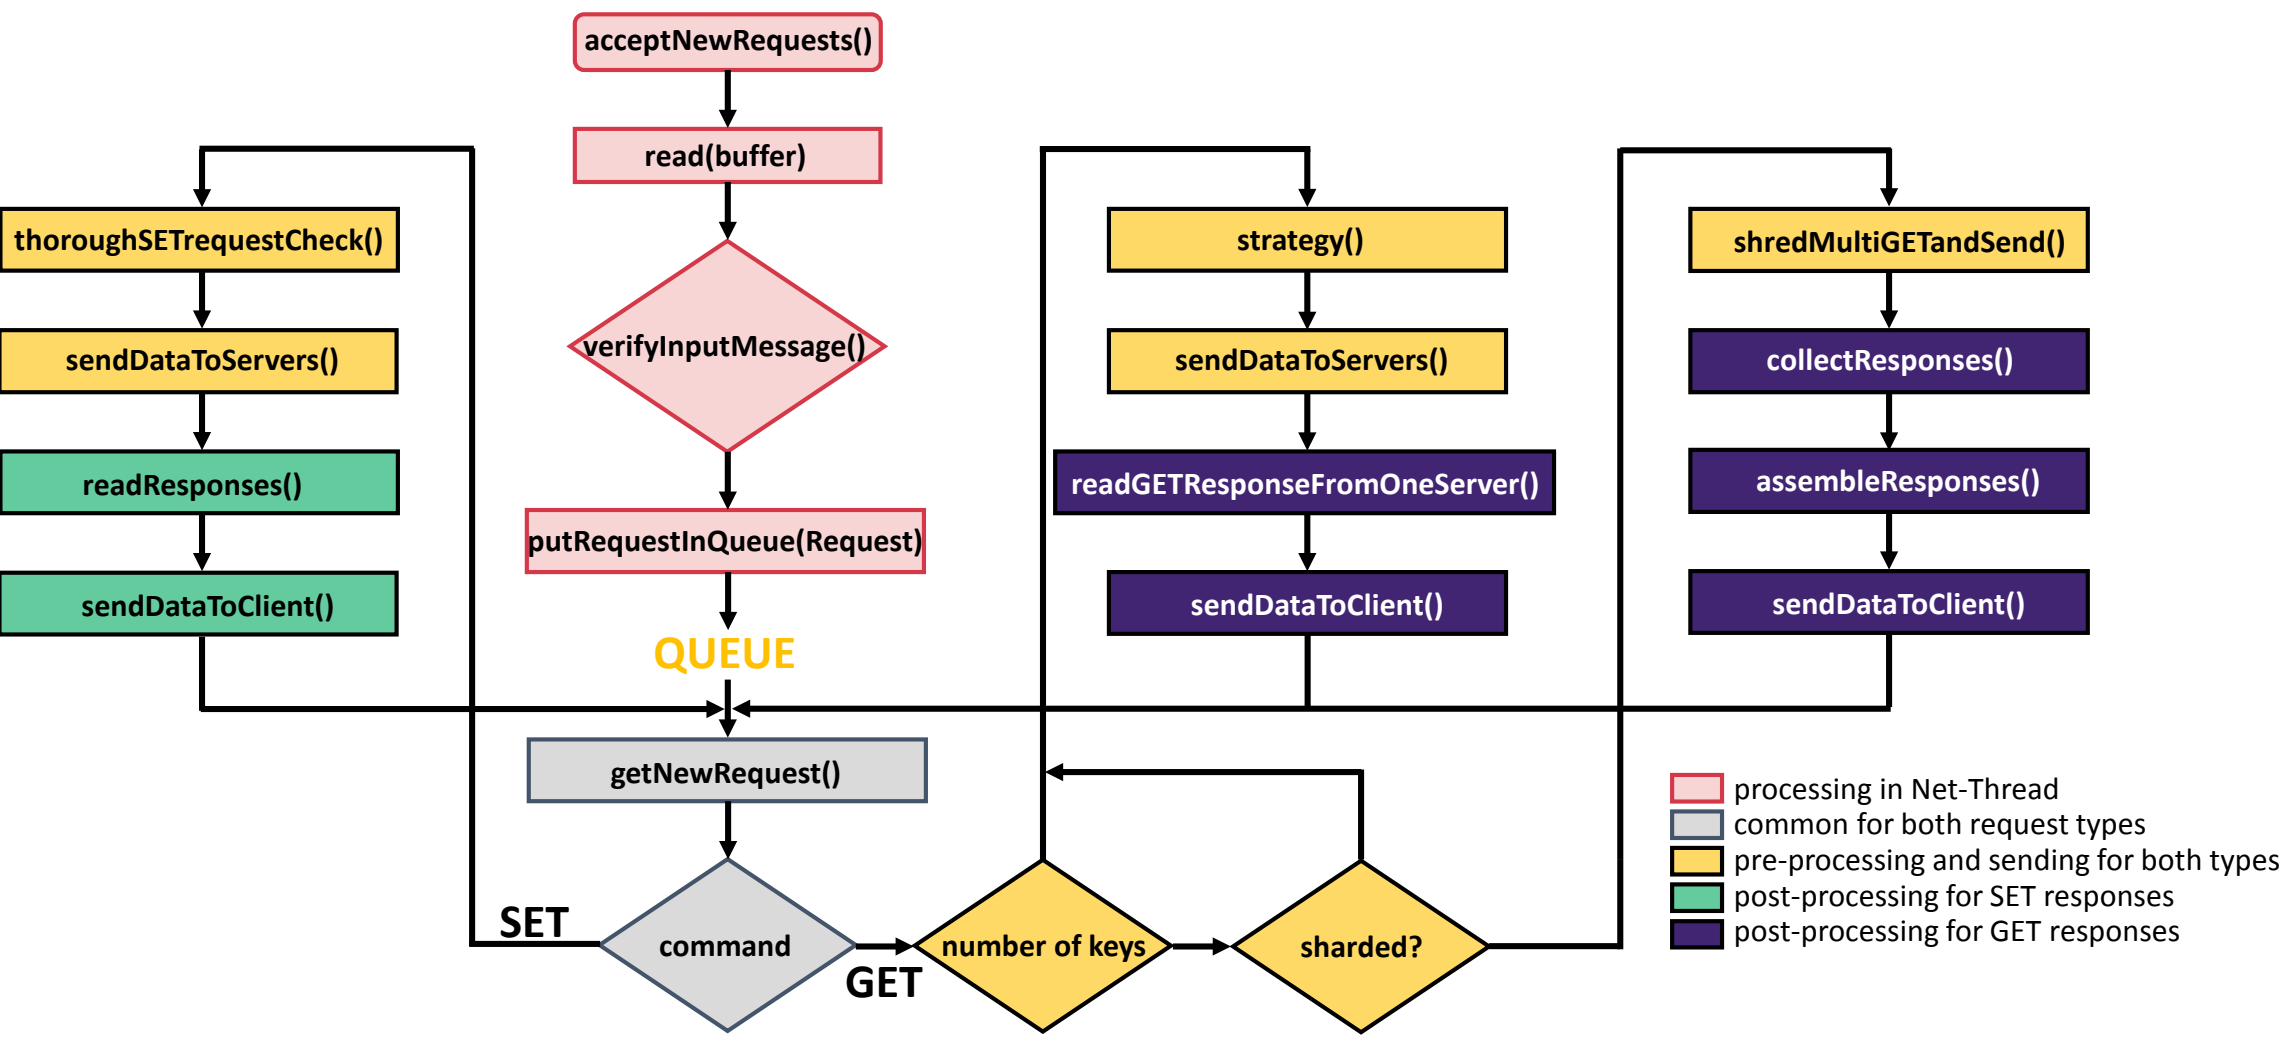 acceptNewRequests()
read(buffer)
verifyInputMessage()
putRequestInQueue(Request)
QUEUE
getNewRequest()
command
SET
GET
thoroughSETrequestCheck()
sendDataToServers()
readResponses()
sendDataToClient()
number of keys
sharded?
strategy()
sendDataToServers()
readGETResponseFromOneServer()
sendDataToClient()
shredMultiGETandSend()
collectResponses()
assembleResponses()
sendDataToClient()
processing in Net-Thread
common for both request types
pre-processing and sending for both types
post-processing for SET responses
post-processing for GET responses